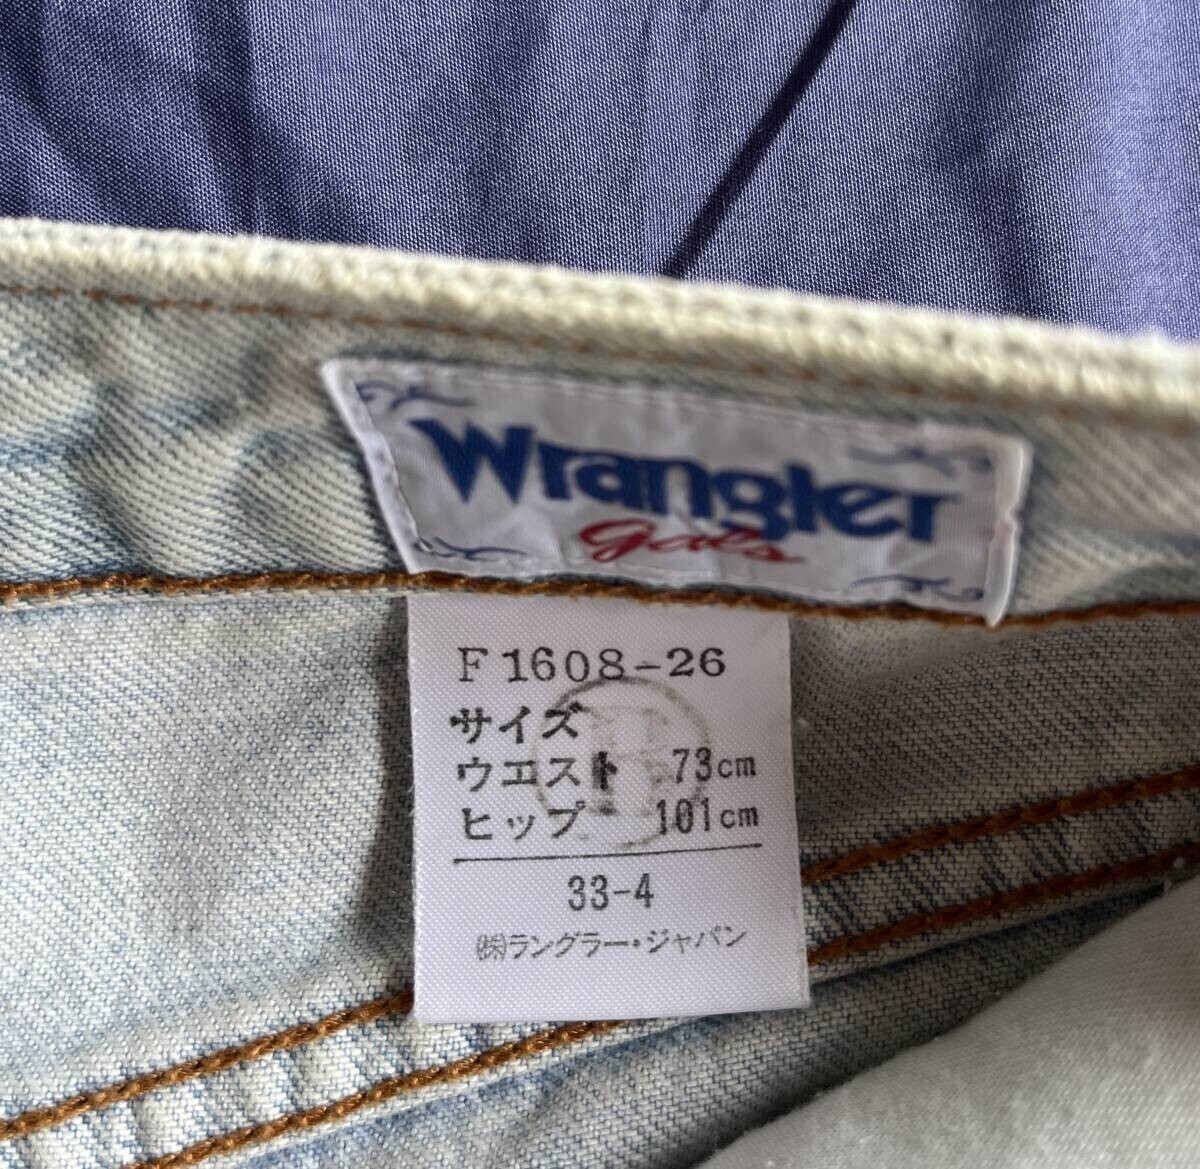 Wrangler
gals
F1608-26
サイズ
ウエスト 73cm
ヒップ 101cm
33-4
㈱ラングラー・ジャパン